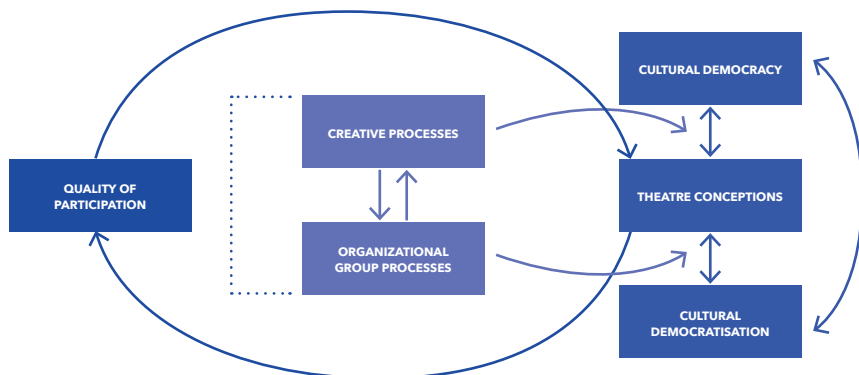 CULTURAL DEMOCRACY
CREATIVE PROCESSES
QUALITY OF
PARTICIPATION
THEATRE CONCEPTIONS
ORGANIZATIONAL
GROUP PROCESSES
CULTURAL
DEMOCRATISATION